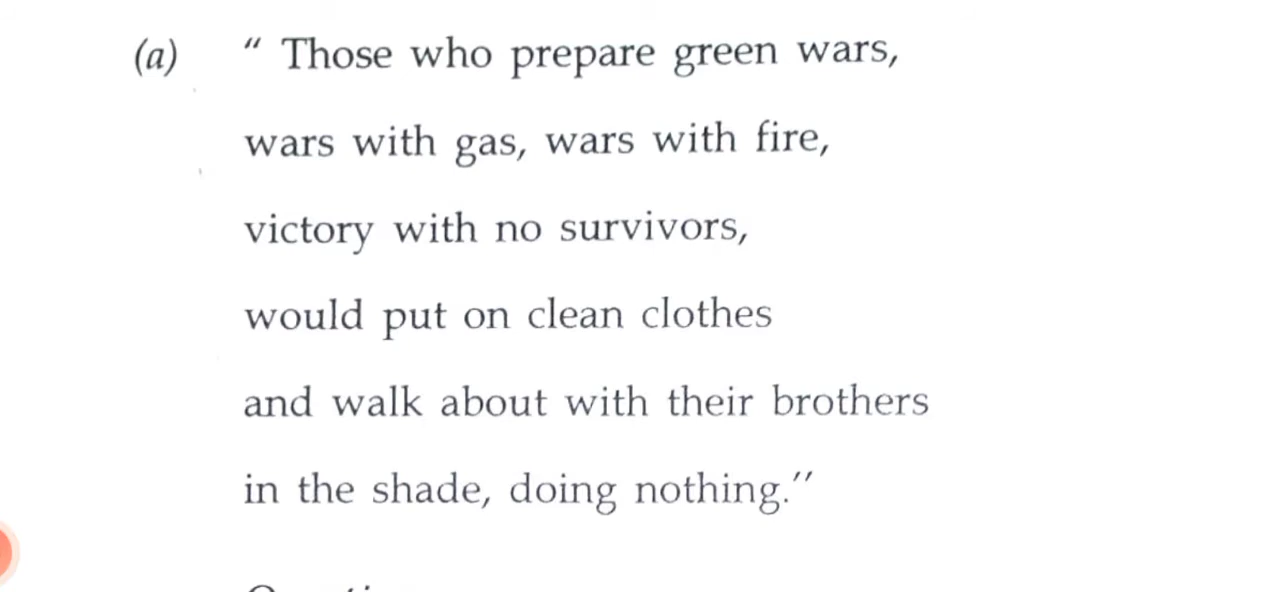 (a) “ Those who prepare green wars,
wars with gas, wars with fire,
victory with no survivors,
would put on clean clothes
and walk about with their brothers
in the shade, doing nothing.”